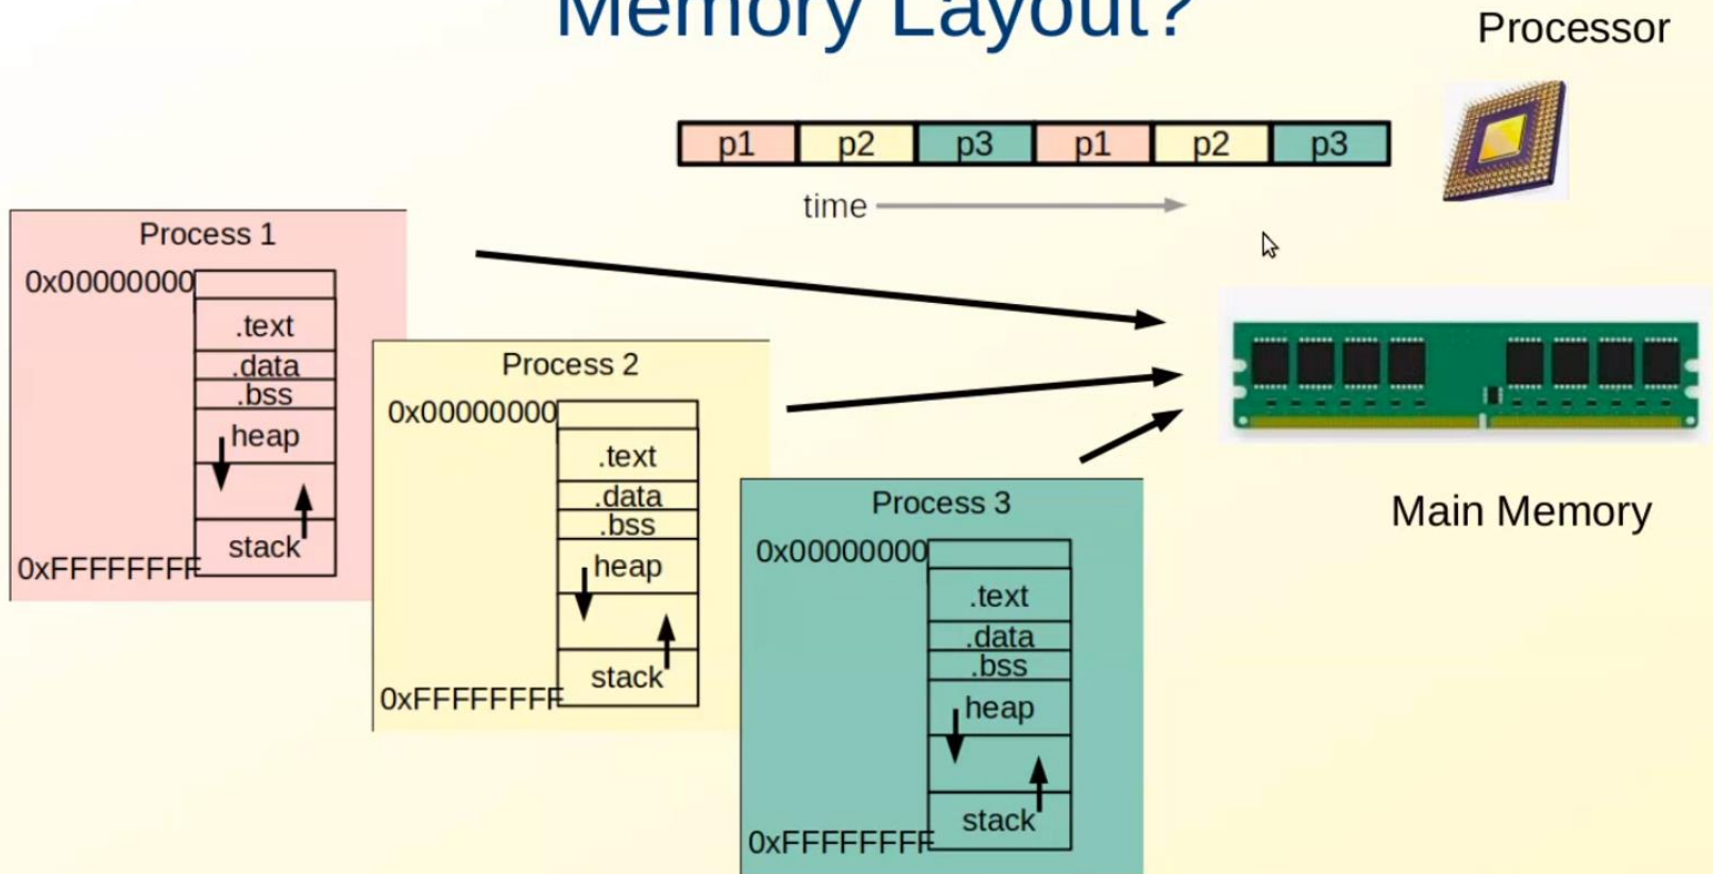 Memory Layout?
Processor
p1 p2 p3 p1 p2 p3
time
Process 1
0x00000000
.text
.data
.bss
heap
stack
0xFFFFFFFF
Process 2
0x00000000
.text
.data
.bss
heap
stack
0xFFFFFFFF
Process 3
0x00000000
.text
.data
.bss
heap
stack
0xFFFFFFFF
Main Memory